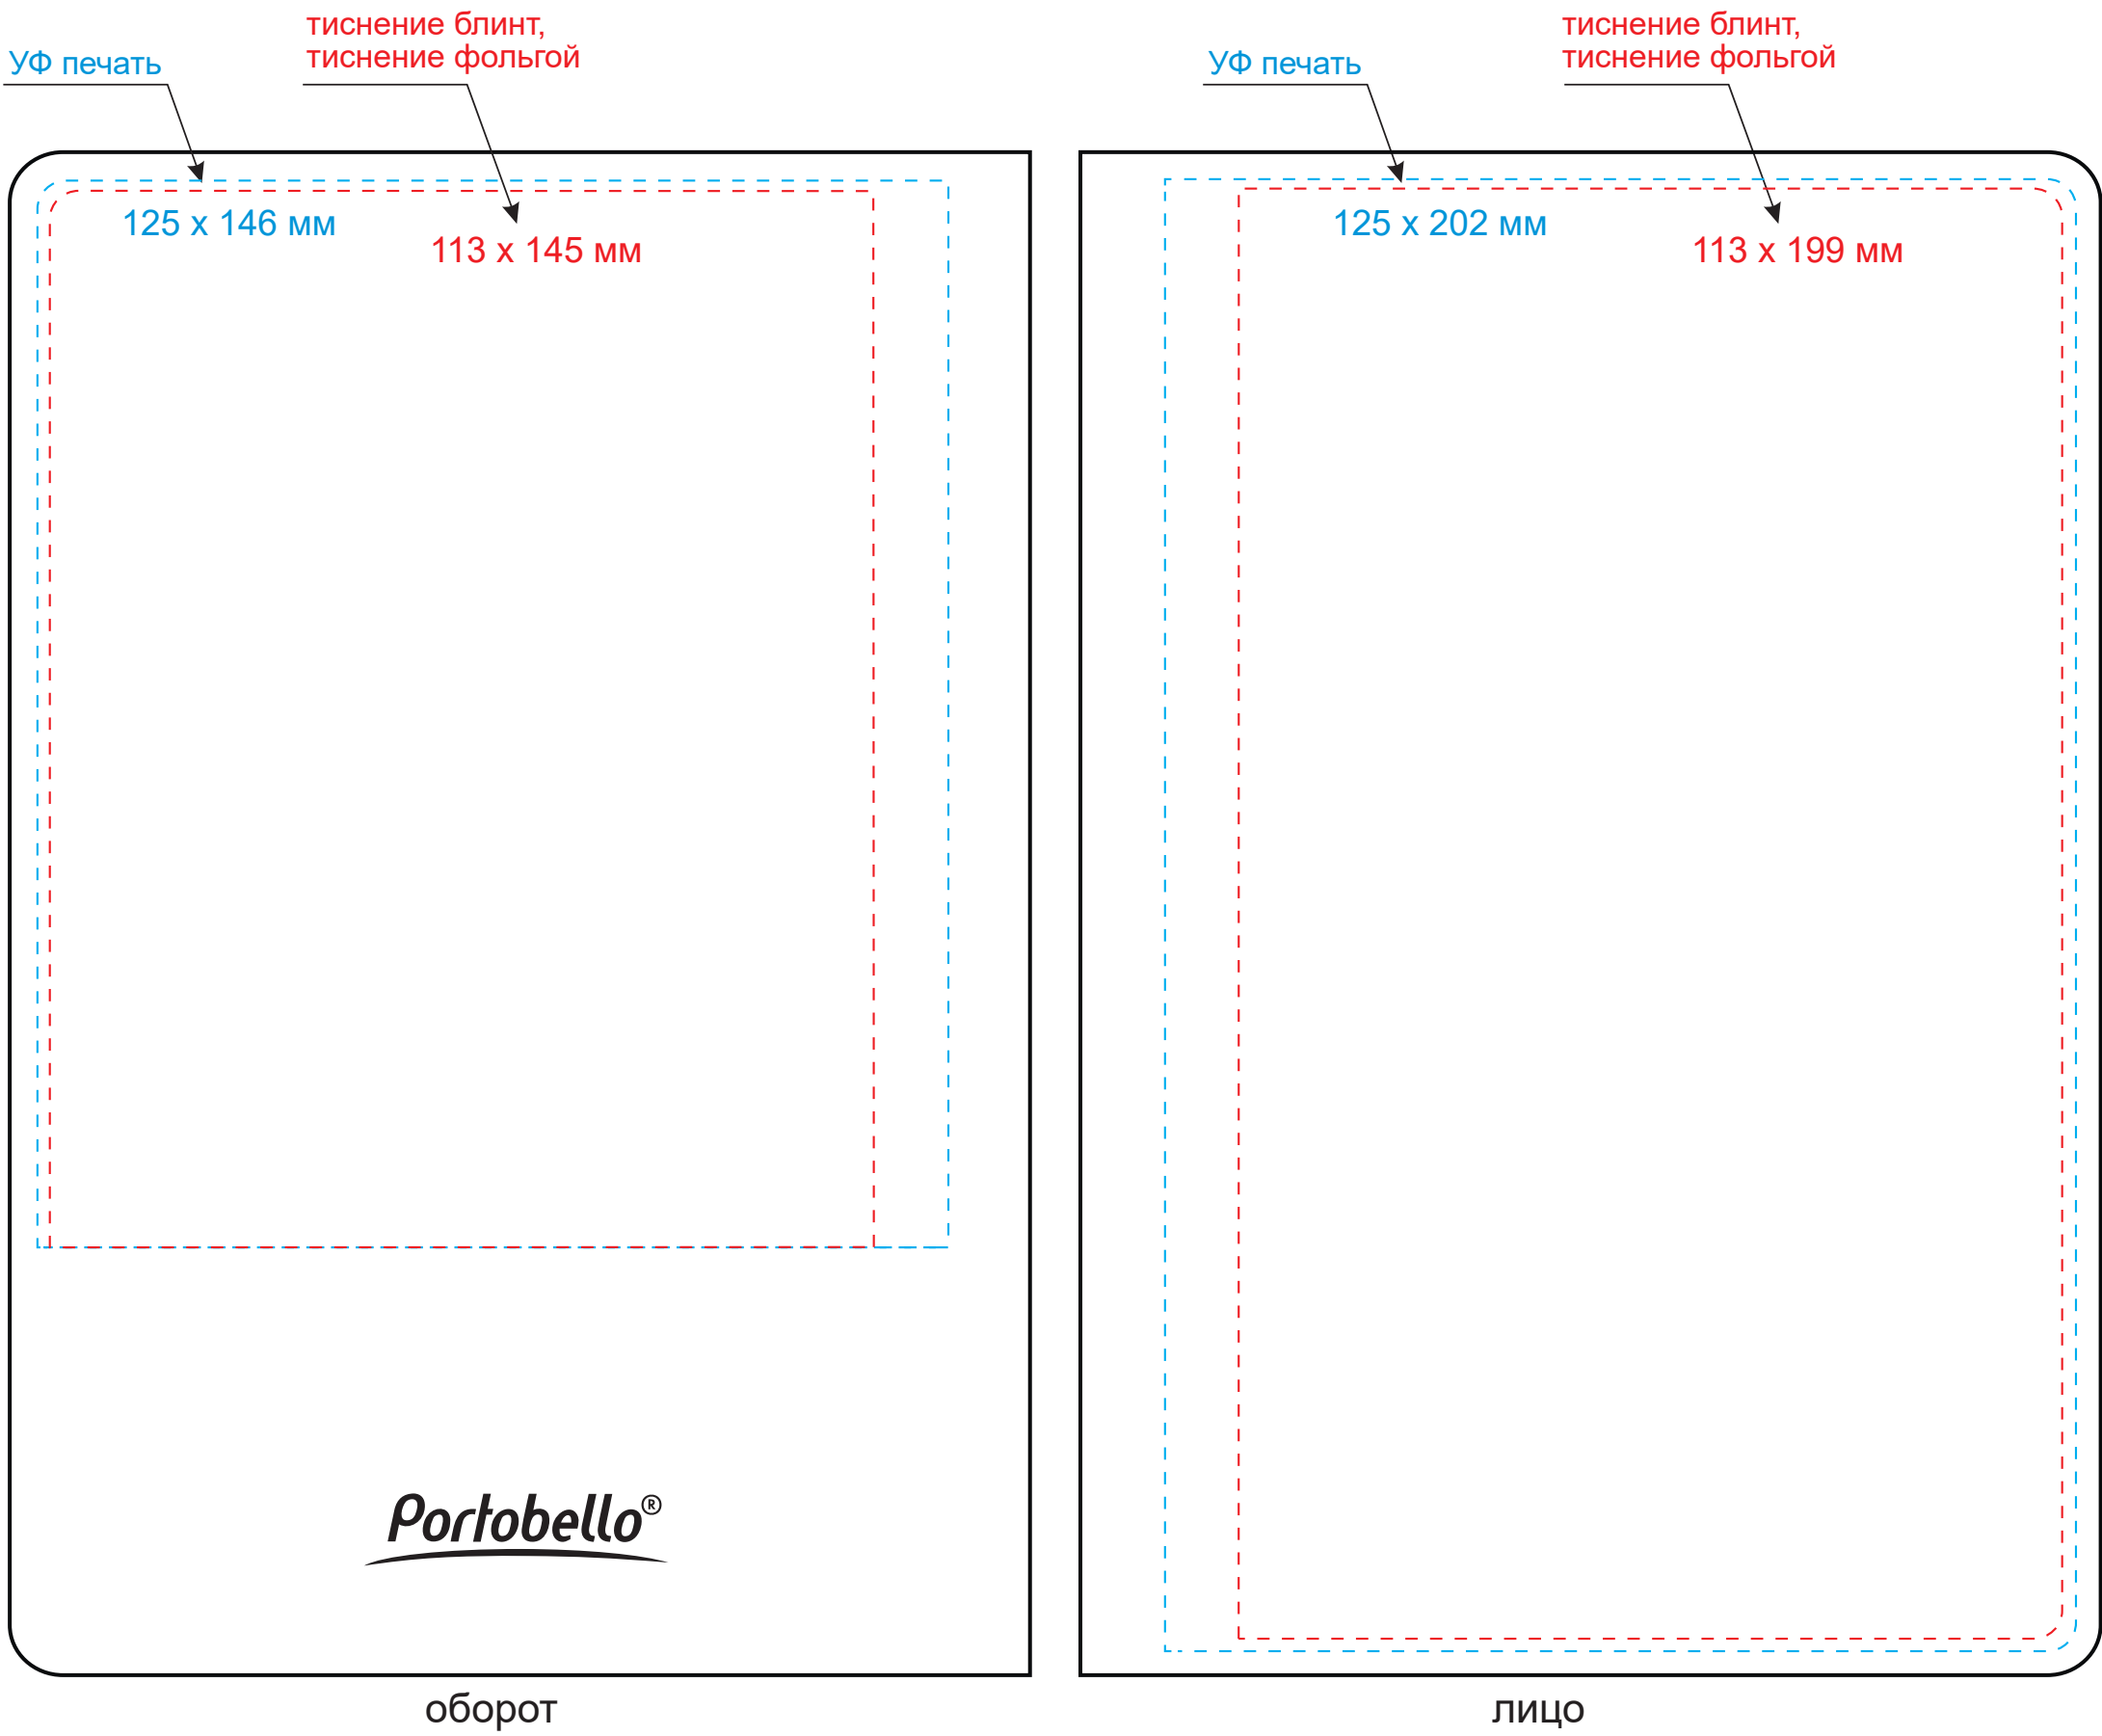 УФ печать
тиснение блинт,
тиснение фольгой
125 х 146 мм
113 х 145 мм
Portobello®
оборот
УФ печать
тиснение блинт,
тиснение фольгой
125 х 202 мм
113 х 199 мм
лицо